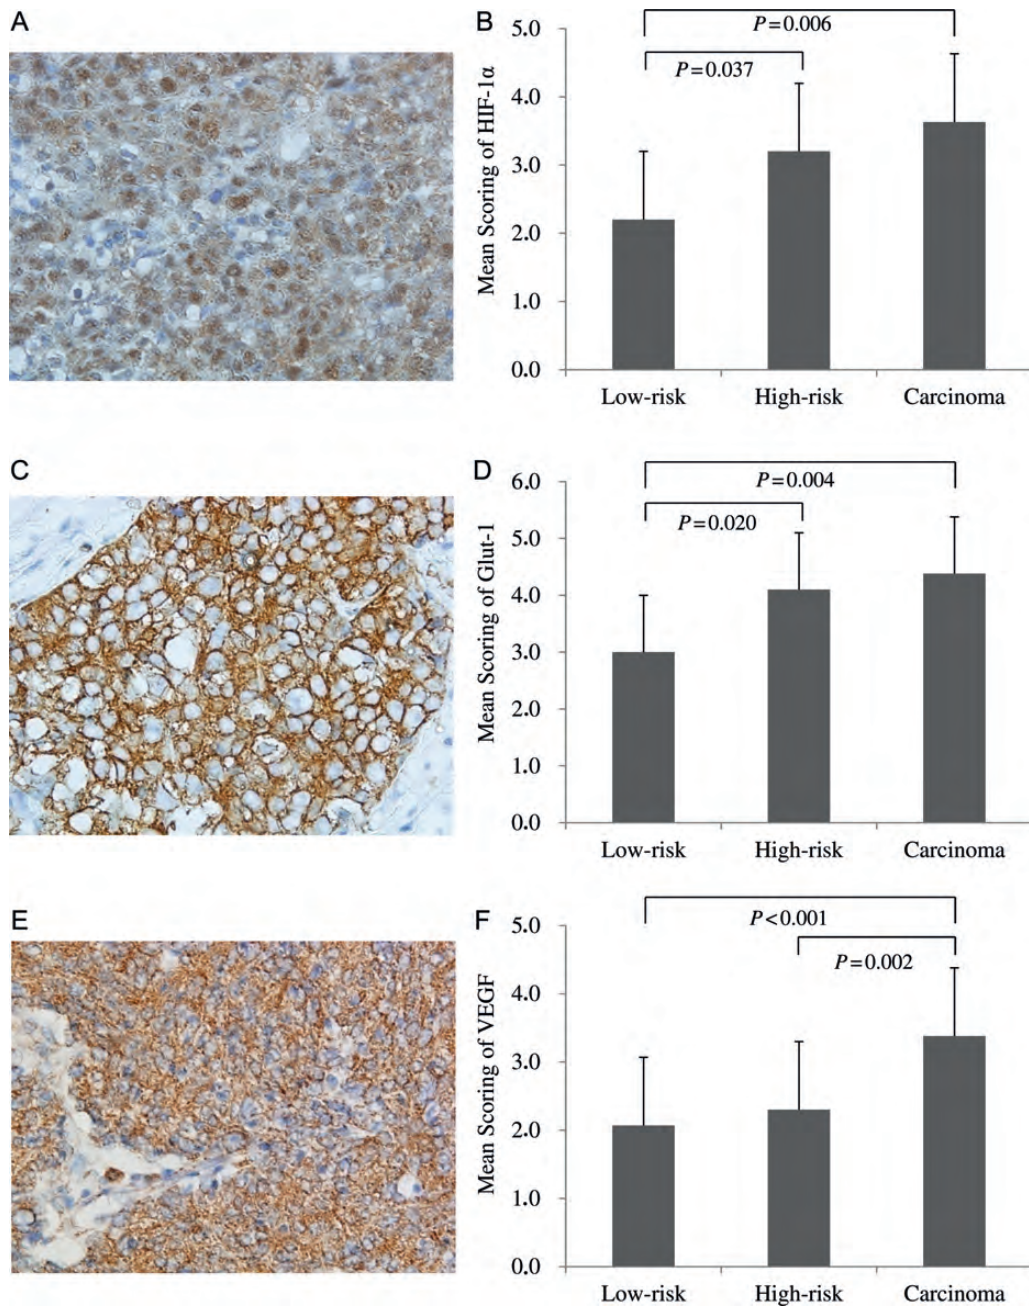 A
B
Mean Scoring of HIF-1α
5.0
4.0
3.0
2.0
1.0
0.0
P=0.006
P=0.037
Low-risk High-risk Carcinoma
C
D
Mean Scoring of Glut-1
6.0
5.0
4.0
3.0
2.0
1.0
0.0
P=0.004
P=0.020
Low-risk High-risk Carcinoma
E
F
Mean Scoring of VEGF
5.0
4.0
3.0
2.0
1.0
0.0
P<0.001
P=0.002
Low-risk High-risk Carcinoma